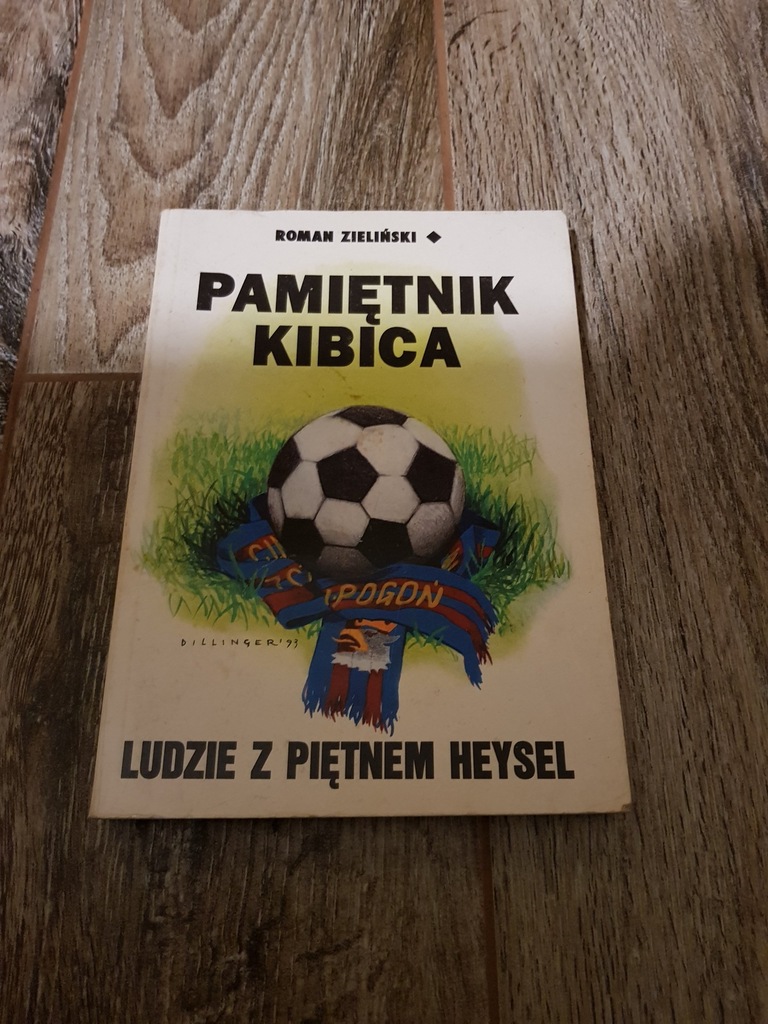 ROMAN ZIELIŃSKI
PAMIĘTNIK
KIBICA
POGOŃ
DILLINGER '93
LUDZIE Z PIĘTNEM HEYSEL